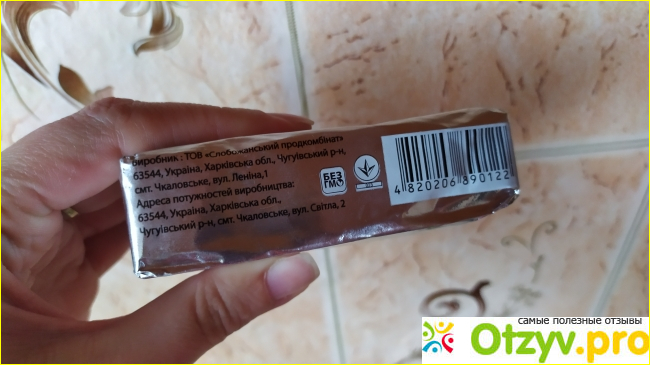 Виробник : ТОВ «Слобожанський продкомбінат»
63544, Україна, Харківська обл., Чугуївський р-н,
смт. Чкаловське, вул. Леніна,1
Адреса потужностей виробництва:
63544, Україна, Харківська обл.,
Чугуївський р-н, смт. Чкаловське, вул. Світла, 2
БЕЗ
ГМО
4 820206 890122
самые полезные отзывы
Otzyv.pro